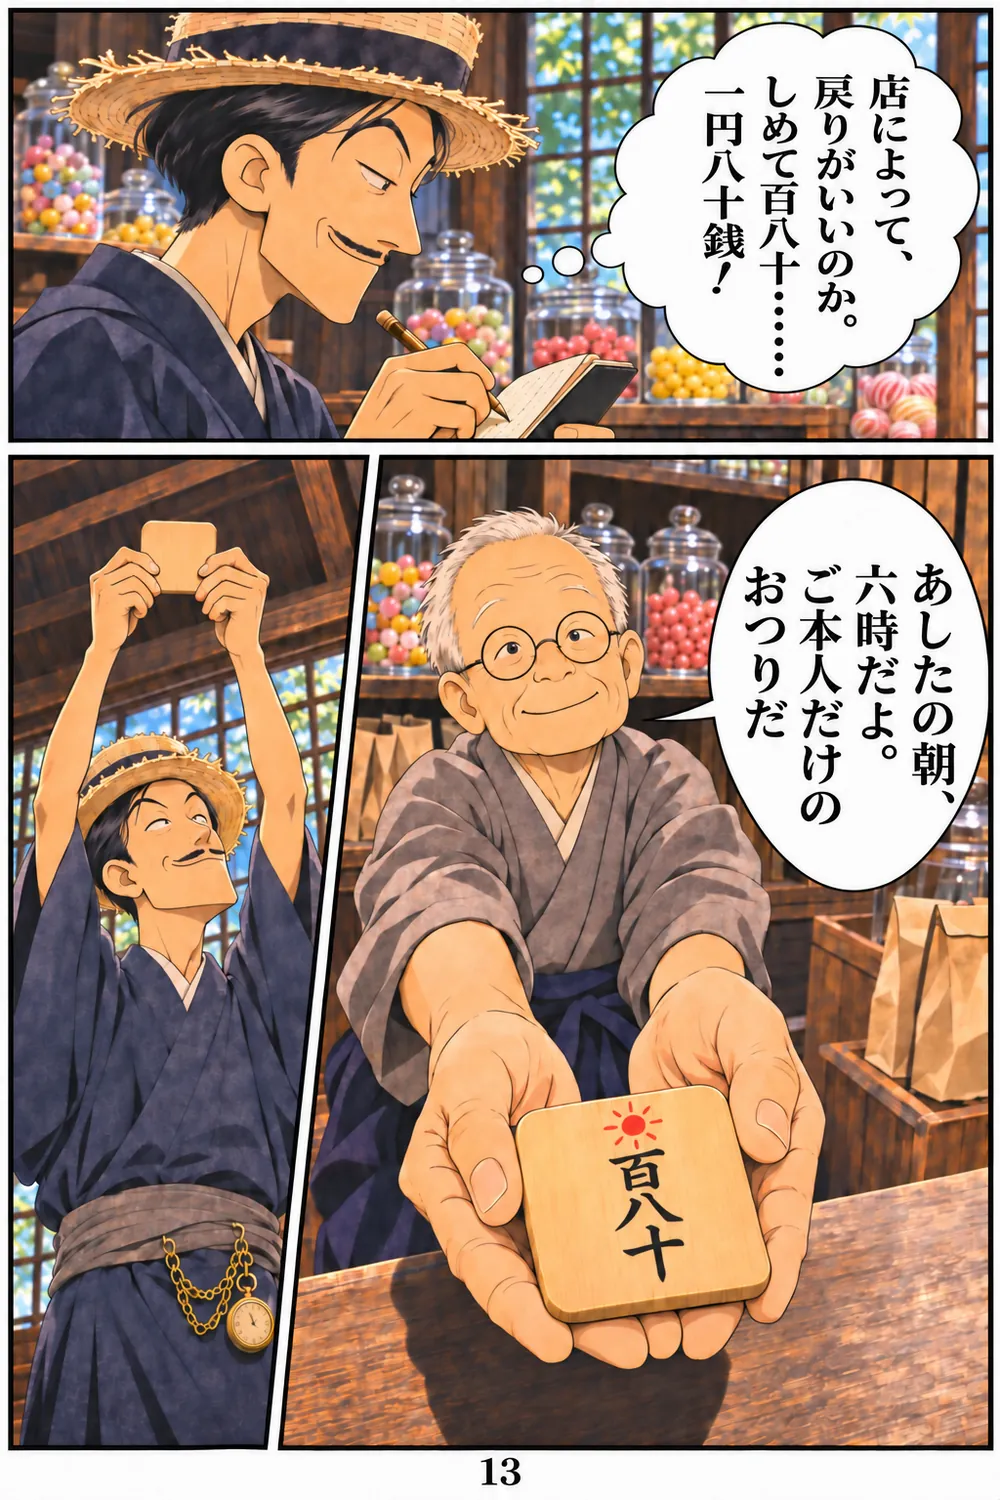 店によって、
戻りがいいのか。
しめて百八十………
一円八十銭！
あしたの朝、
六時だよ。
ご本人だけの
おつりだ
百八十
13